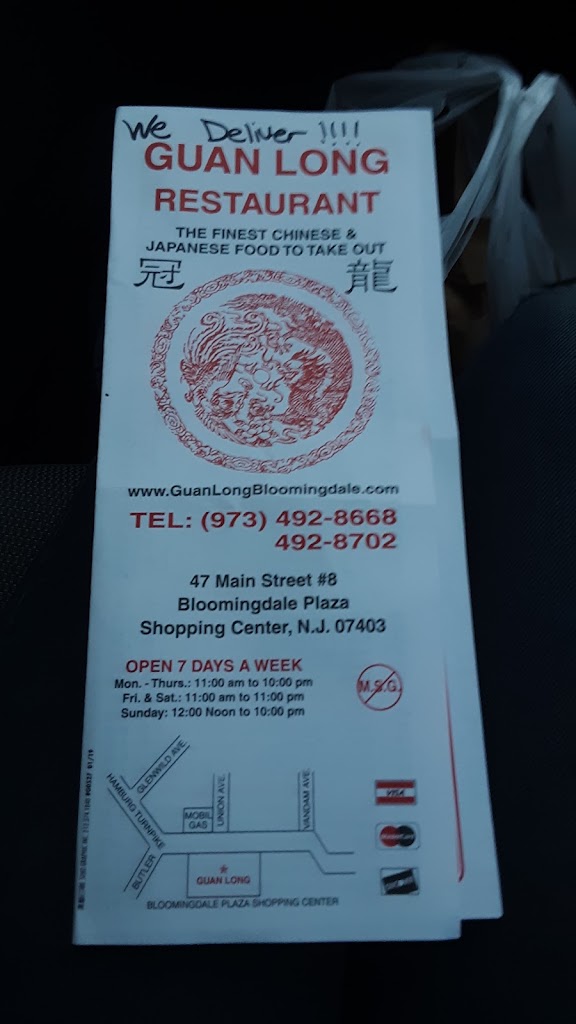 We Deliver !!!!
GUAN LONG
RESTAURANT
THE FINEST CHINESE &
JAPANESE FOOD TO TAKE OUT
冠 龍
www.GuanLongBloomingdale.com
TEL: (973) 492-8668
492-8702
47 Main Street #8
Bloomingdale Plaza
Shopping Center, N.J. 07403
OPEN 7 DAYS A WEEK
Mon. - Thurs.: 11:00 am to 10:00 pm
Fri. & Sat.: 11:00 am to 11:00 pm
Sunday: 12:00 Noon to 10:00 pm
M.S.G.
GLENWILD AVE.
HAMBURG TURNPIKE
UNION AVE.
VANDAM AVE.
MOBIL
GAS
BUTLER
GUAN LONG
BLOOMINGDALE PLAZA SHOPPING CENTER
VISA
MasterCard